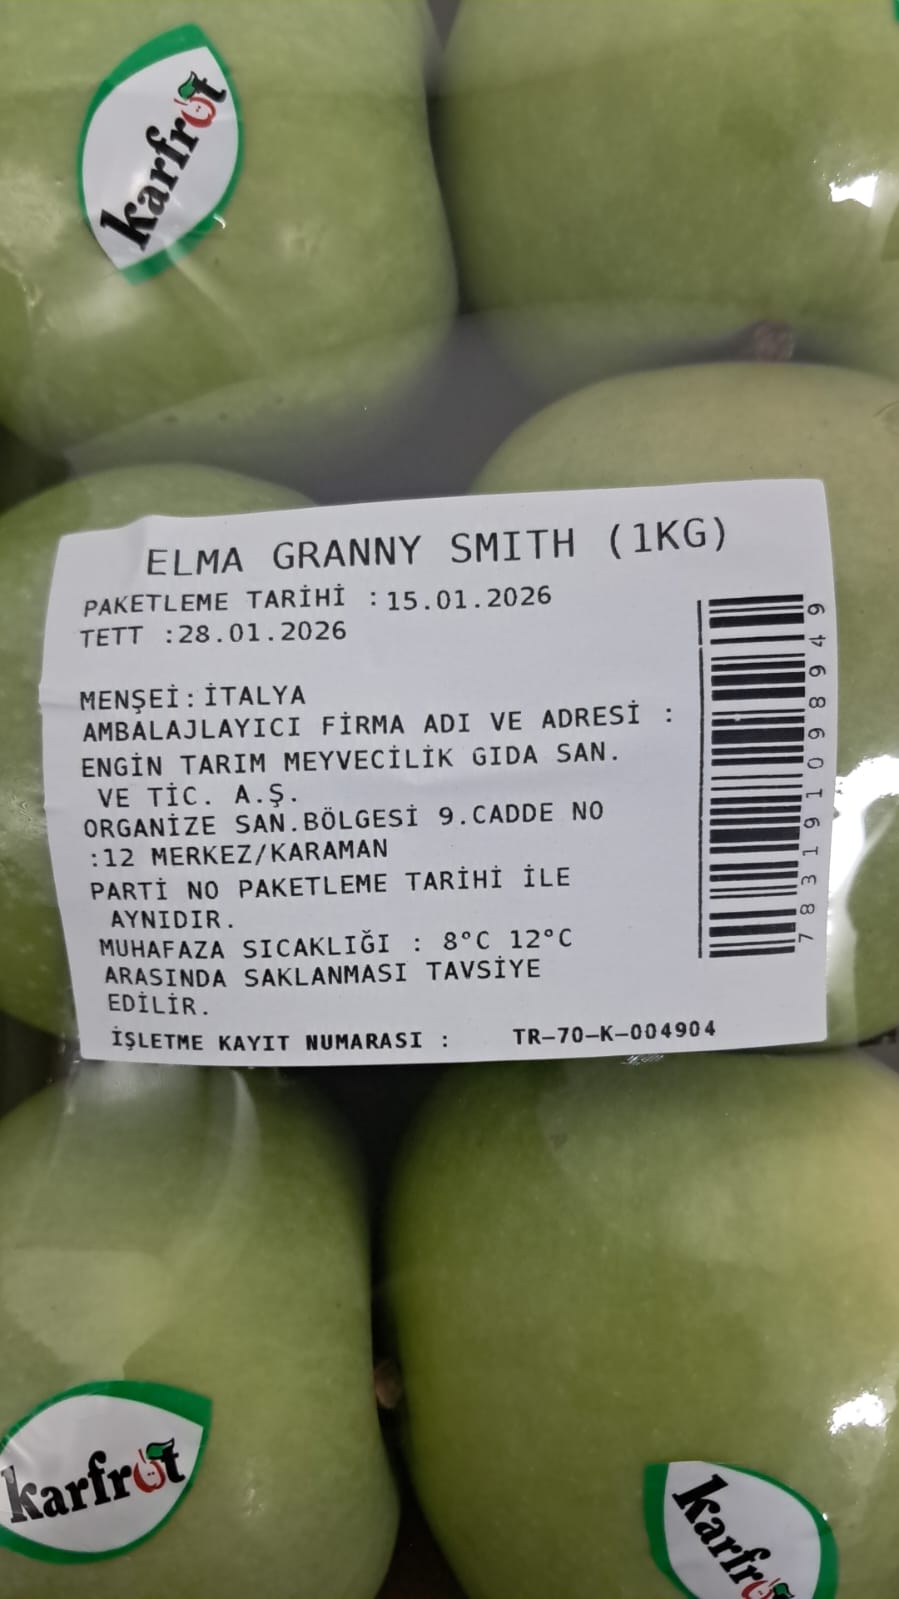 karfrut
ELMA GRANNY SMITH (1KG)
PAKETLEME TARİHİ :15.01.2026
TETT :28.01.2026
MENŞEİ:İTALYA
AMBALAJLAYICI FİRMA ADI VE ADRESİ :
ENGİN TARIM MEYVECİLİK GIDA SAN.
VE TİC. A.Ş.
ORGANİZE SAN.BÖLGESİ 9.CADDE NO
:12 MERKEZ/KARAMAN
PARTİ NO PAKETLEME TARİHİ İLE
AYNIDIR.
MUHAFAZA SICAKLIĞI : 8°C 12°C
ARASINDA SAKLANMASI TAVSİYE
EDİLİR.
İŞLETME KAYIT NUMARASI : TR-70-K-004904
7831910989949
karfrut
karfrut